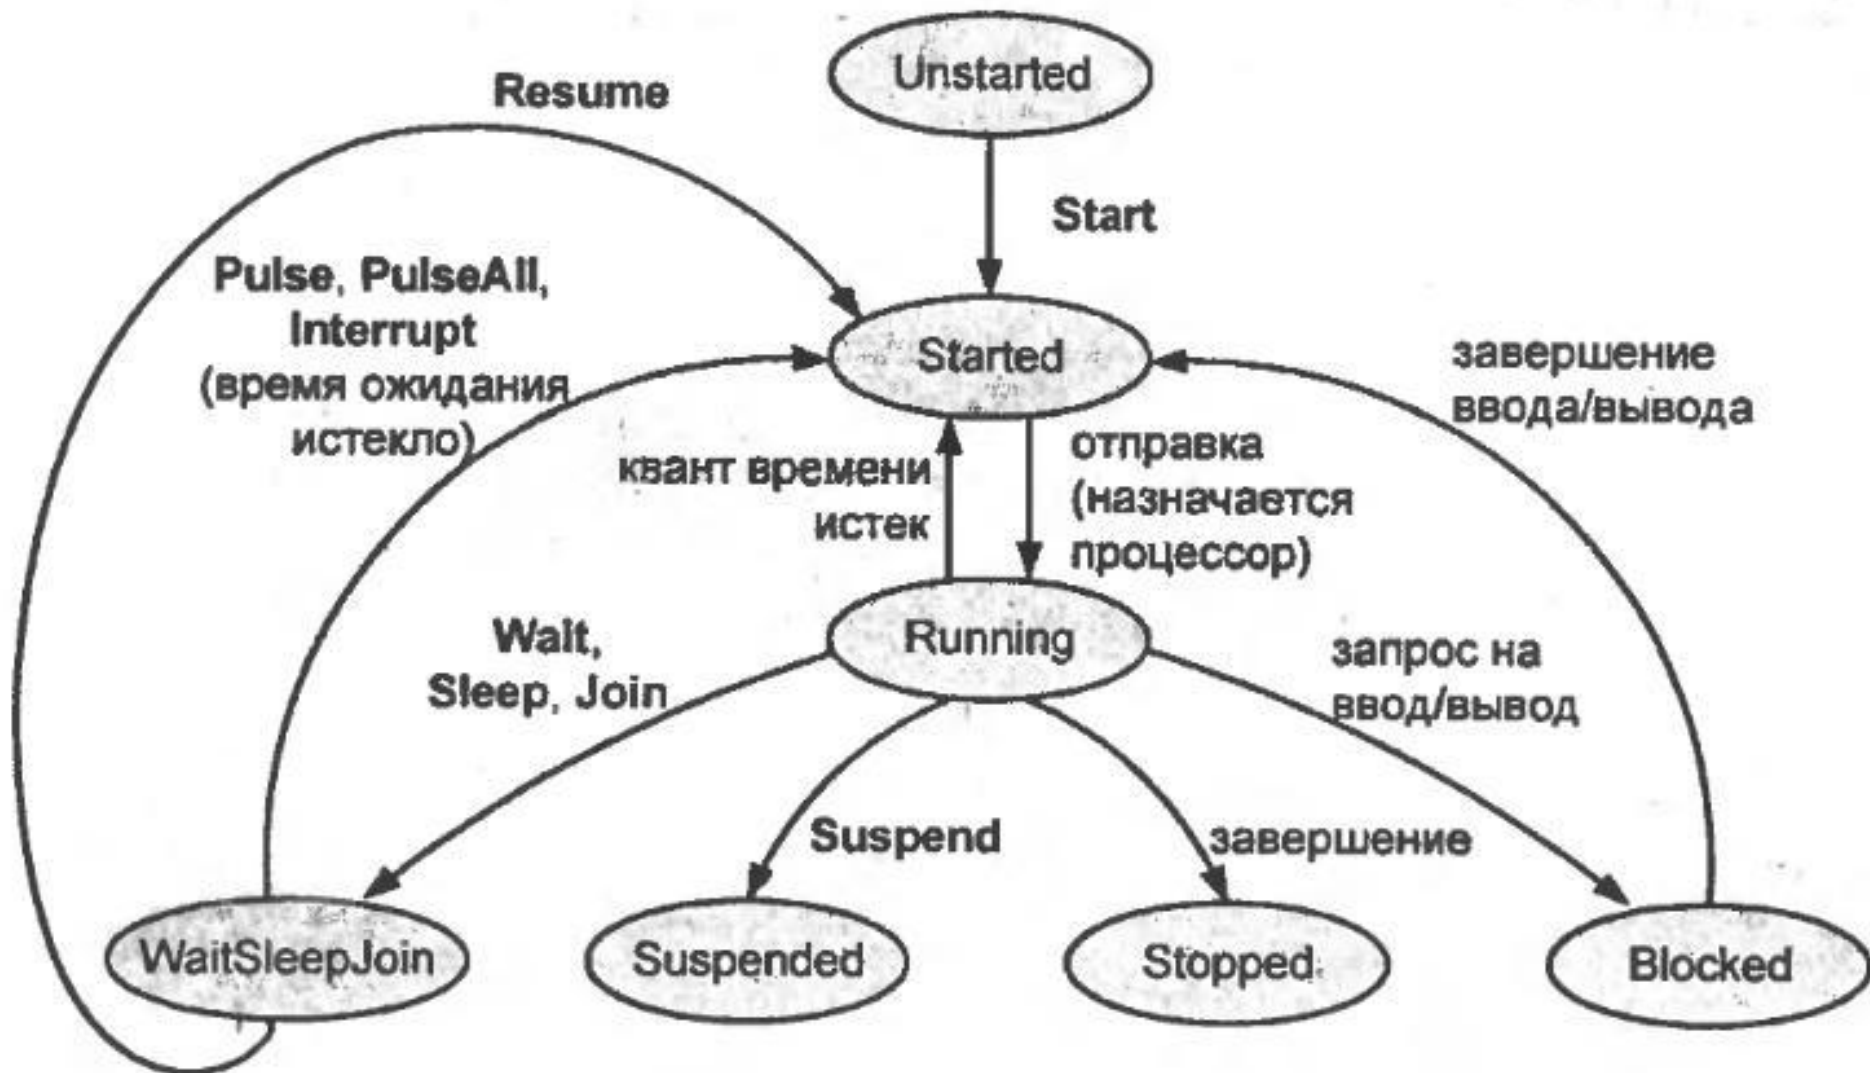 Unstarted
Resume
Start
Pulse, PulseAll,
Interrupt
(время ожидания
истекло)
Started
завершение
ввода/вывода
квант времени
истек
отправка
(назначается
процессор)
Running
Wait,
Sleep, Join
запрос на
ввод/вывод
Suspend
завершение
WaitSleepJoin
Suspended
Stopped
Blocked